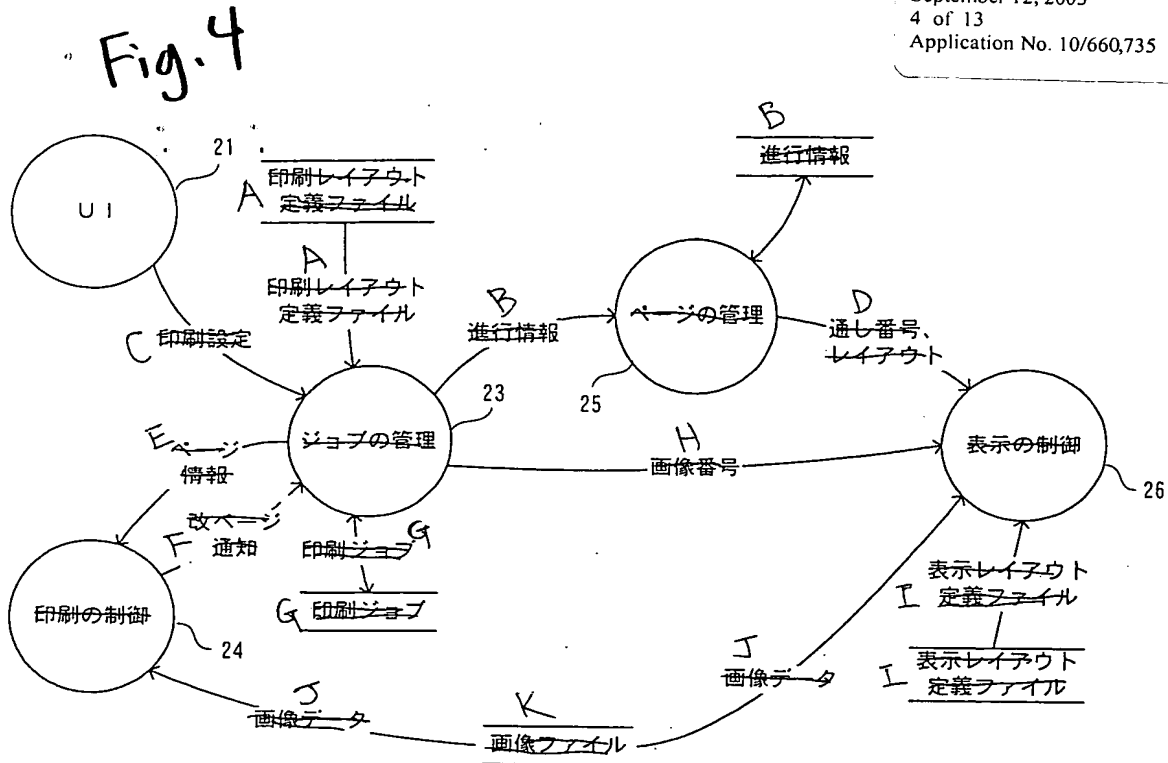 4 of 13
Application No. 10/660,735
Fig. 4
21
UI
A
印刷レイアウト
定義ファイル
B
進行情報
A
印刷レイアウト
定義ファイル
C 印刷設定
B
進行情報
ページの管理
25
D
通し番号、
レイアウト
23
ジョブの管理
E ページ
情報
H
画像番号
表示の制御
26
F
改ページ
通知
印刷ジョブ G
G 印刷ジョブ
印刷の制御
24
I
表示レイアウト
定義ファイル
I
表示レイアウト
定義ファイル
J
画像データ
J
画像データ
K
画像ファイル